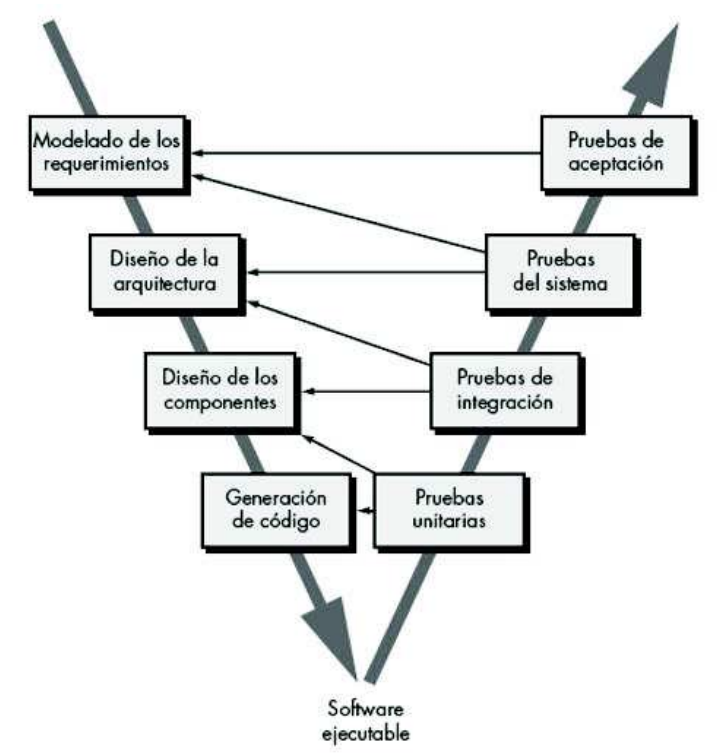 Modelado de los
requerimientos
Pruebas de
aceptación
Diseño de la
arquitectura
Pruebas
del sistema
Diseño de los
componentes
Pruebas de
integración
Generación
de código
Pruebas
unitarias
Software
ejecutable